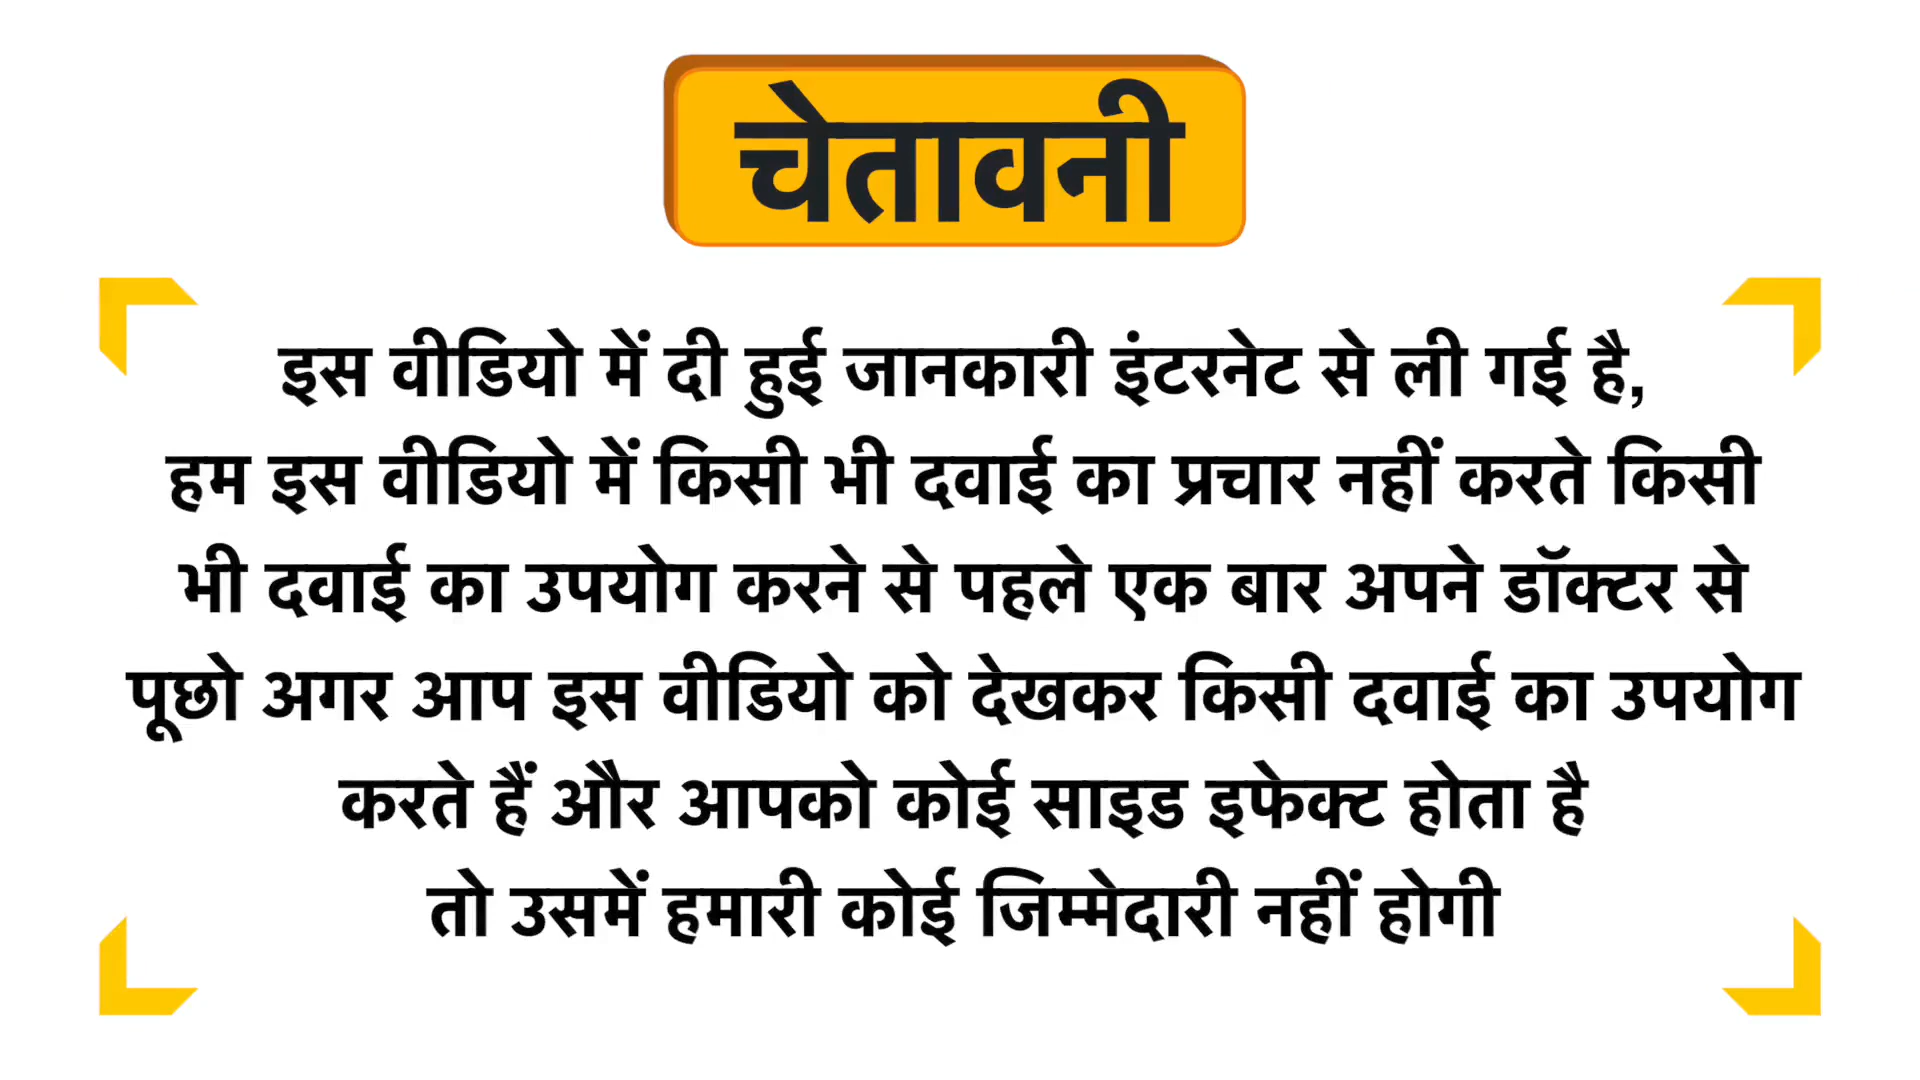 चेतावनी
इस वीडियो में दी हुई जानकारी इंटरनेट से ली गई है,
हम इस वीडियो में किसी भी दवाई का प्रचार नहीं करते किसी
भी दवाई का उपयोग करने से पहले एक बार अपने डॉक्टर से
पूछो अगर आप इस वीडियो को देखकर किसी दवाई का उपयोग
करते हैं और आपको कोई साइड इफेक्ट होता है
तो उसमें हमारी कोई जिम्मेदारी नहीं होगी